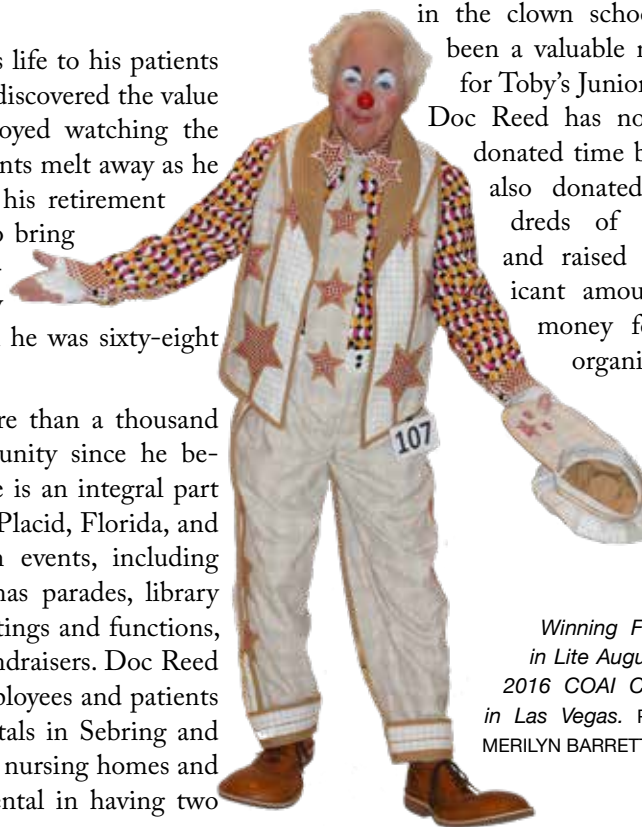 s life to his patients
discovered the value
oyed watching the
nts melt away as he
his retirement
o bring
he was sixty-eight
re than a thousand
unity since he be-
e is an integral part
Placid, Florida, and
n events, including
nas parades, library
tings and functions,
ndraisers. Doc Reed
ployees and patients
tals in Sebring and
nursing homes and
ental in having two
107
in the clown schoo
been a valuable
for Toby's Junior
Doc Reed has no
donated time b
also donated
dreds of
and raised
icant amou
money fo
organi
Winning F
in Lite Augu
2016 COAI C
in Las Vegas.
MERILYN BARRETT